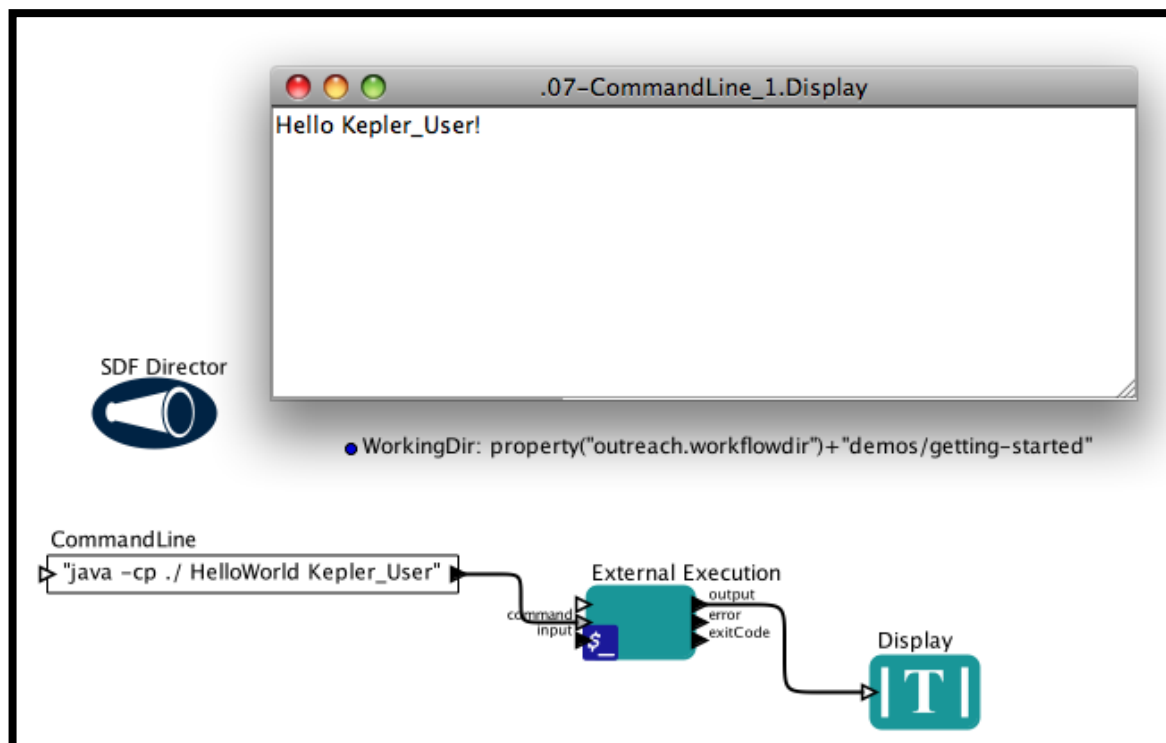 .07-CommandLine_1.Display
Hello Kepler_User!
SDF Director
WorkingDir: property("outreach.workflowdir")+"demos/getting-started"
CommandLine
"java -cp ./ HelloWorld Kepler_User"
External Execution
command
input
output
error
exitCode
$_
Display
T